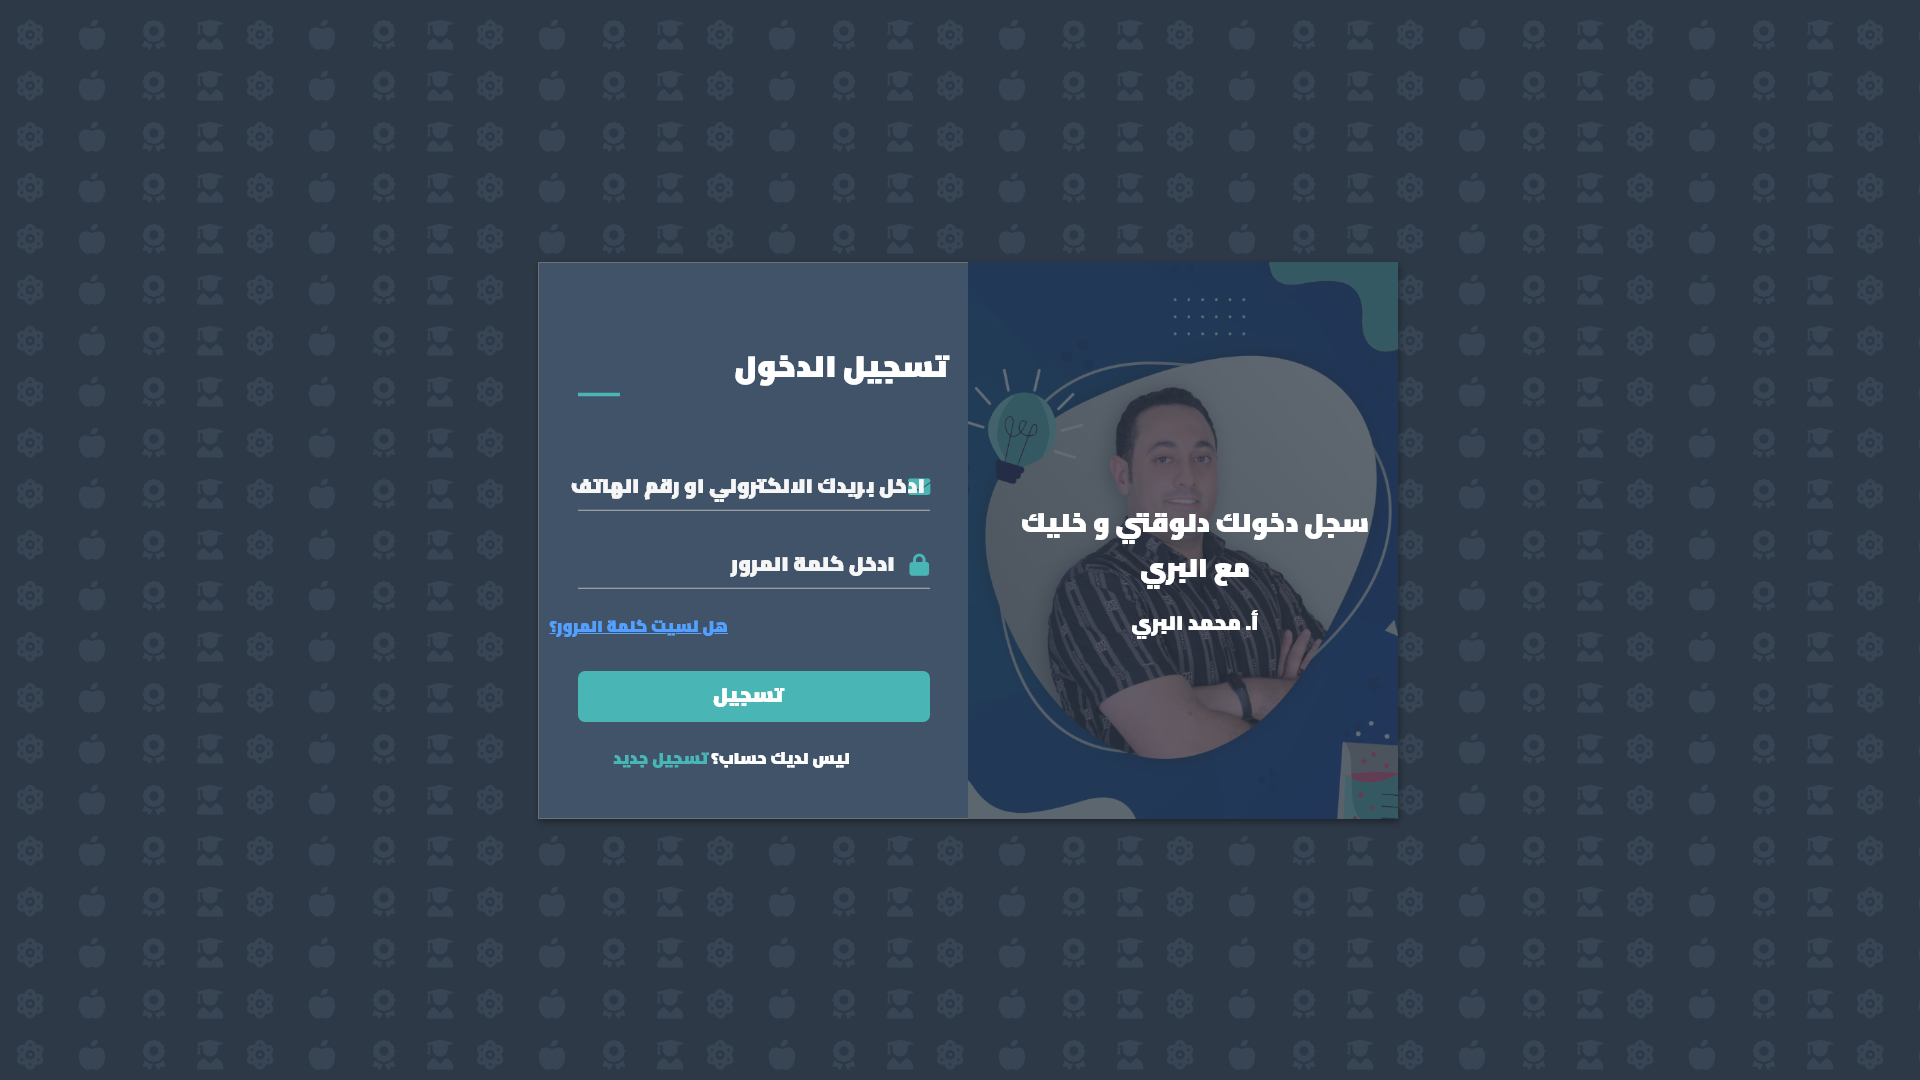 تسجيل الدخول
ادخل بريدك الالكترولي او رقم الهاتف
ادخل كلمة المرور
هل نسيت كلمة المرور؟
تسجيل
ليس لديك حساب؟ تسجيل جديد
سجل دخولك دلوقتي و خليك
مع البري
أ. محمد البري